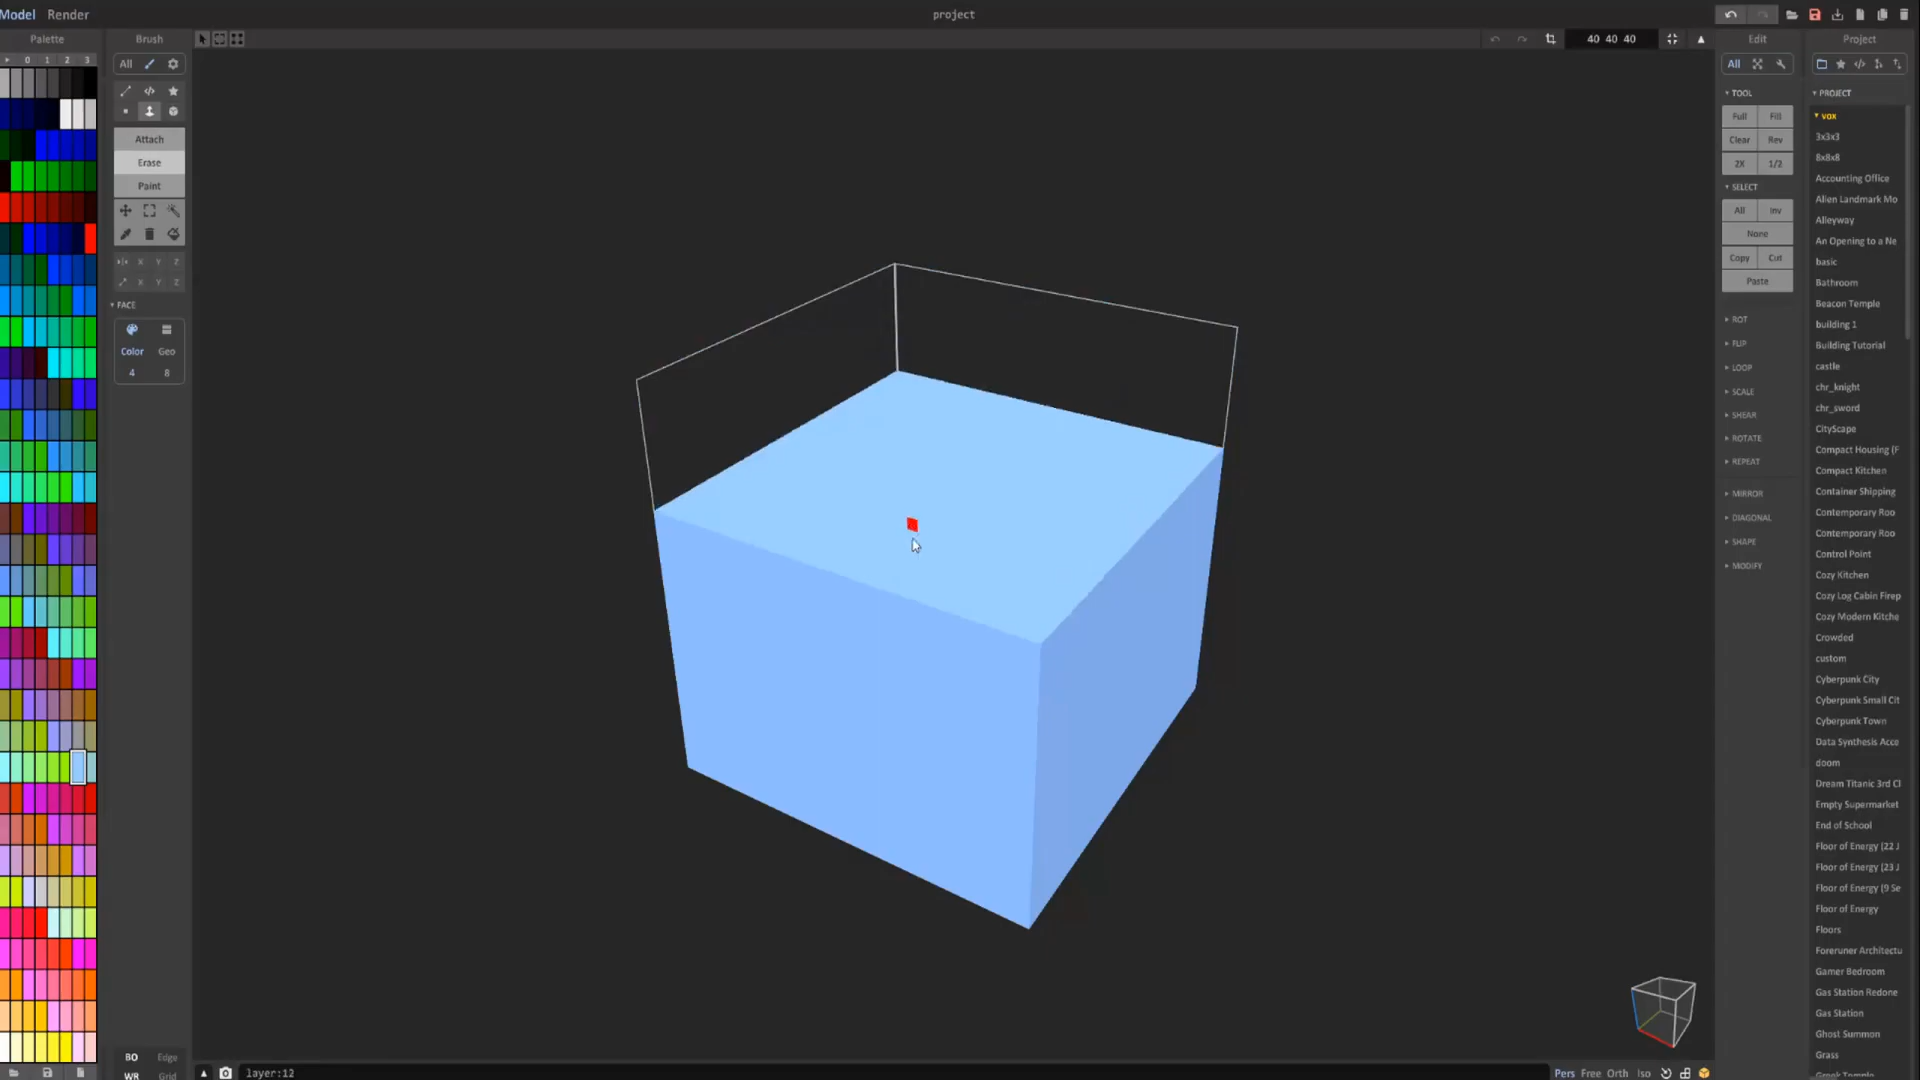 Model Render
project
Palette
Brush
40 40 40
Edit
Project
0 1 2 3
All
All
TOOL
PROJECT
Full Fill
vox
Attach
Clear Rev
3x3x3
Erase
2X 1/2
8x8x8
Paint
SELECT
Accounting Office
All Inv
Alien Landmark Mo
None
Alleyway
Copy Cut
An Opening to a Ne
X Y Z
Paste
basic
X Y Z
Bathroom
FACE
Beacon Temple
ROT
building 1
Color Geo
FLIP
Building Tutorial
4 8
LOOP
castle
SCALE
chr_knight
SHEAR
chr_sword
ROTATE
CityScape
REPEAT
Compact Housing (F
Compact Kitchen
MIRROR
Container Shipping
DIAGONAL
Contemporary Roo
SHAPE
Contemporary Roo
MODIFY
Control Point
Cozy Kitchen
Cozy Log Cabin Firep
Cozy Modern Kitche
Crowded
custom
Cyberpunk City
Cyberpunk Small Cit
Cyberpunk Town
Data Synthesis Acce
doom
Dream Titanic 3rd Cl
Empty Supermarket
End of School
Floor of Energy (22 J
Floor of Energy (23 J
Floor of Energy (9 Se
Floor of Energy
Floors
Forerunner Architectu
Gamer Bedroom
Gas Station Redone
Gas Station
Ghost Summon
Grass
Greek Temple
BO Edge
WR Grid
layer:12
Pers Free Orth Iso